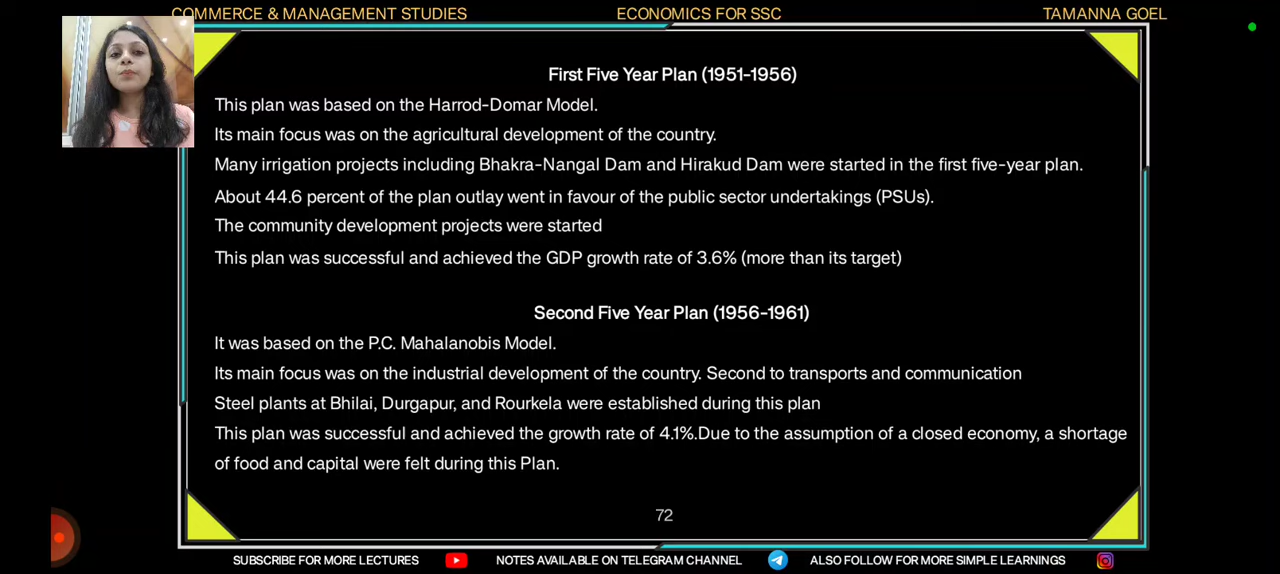 COMMERCE & MANAGEMENT STUDIES ECONOMICS FOR SSC TAMANNA GOEL
First Five Year Plan (1951-1956)
This plan was based on the Harrod-Domar Model.
Its main focus was on the agricultural development of the country.
Many irrigation projects including Bhakra-Nangal Dam and Hirakud Dam were started in the first five-year plan.
About 44.6 percent of the plan outlay went in favour of the public sector undertakings (PSUs).
The community development projects were started
This plan was successful and achieved the GDP growth rate of 3.6% (more than its target)
Second Five Year Plan (1956-1961)
It was based on the P.C. Mahalanobis Model.
Its main focus was on the industrial development of the country. Second to transports and communication
Steel plants at Bhilai, Durgapur, and Rourkela were established during this plan
This plan was successful and achieved the growth rate of 4.1%.Due to the assumption of a closed economy, a shortage
of food and capital were felt during this Plan.
72
SUBSCRIBE FOR MORE LECTURES NOTES AVAILABLE ON TELEGRAM CHANNEL ALSO FOLLOW FOR MORE SIMPLE LEARNINGS